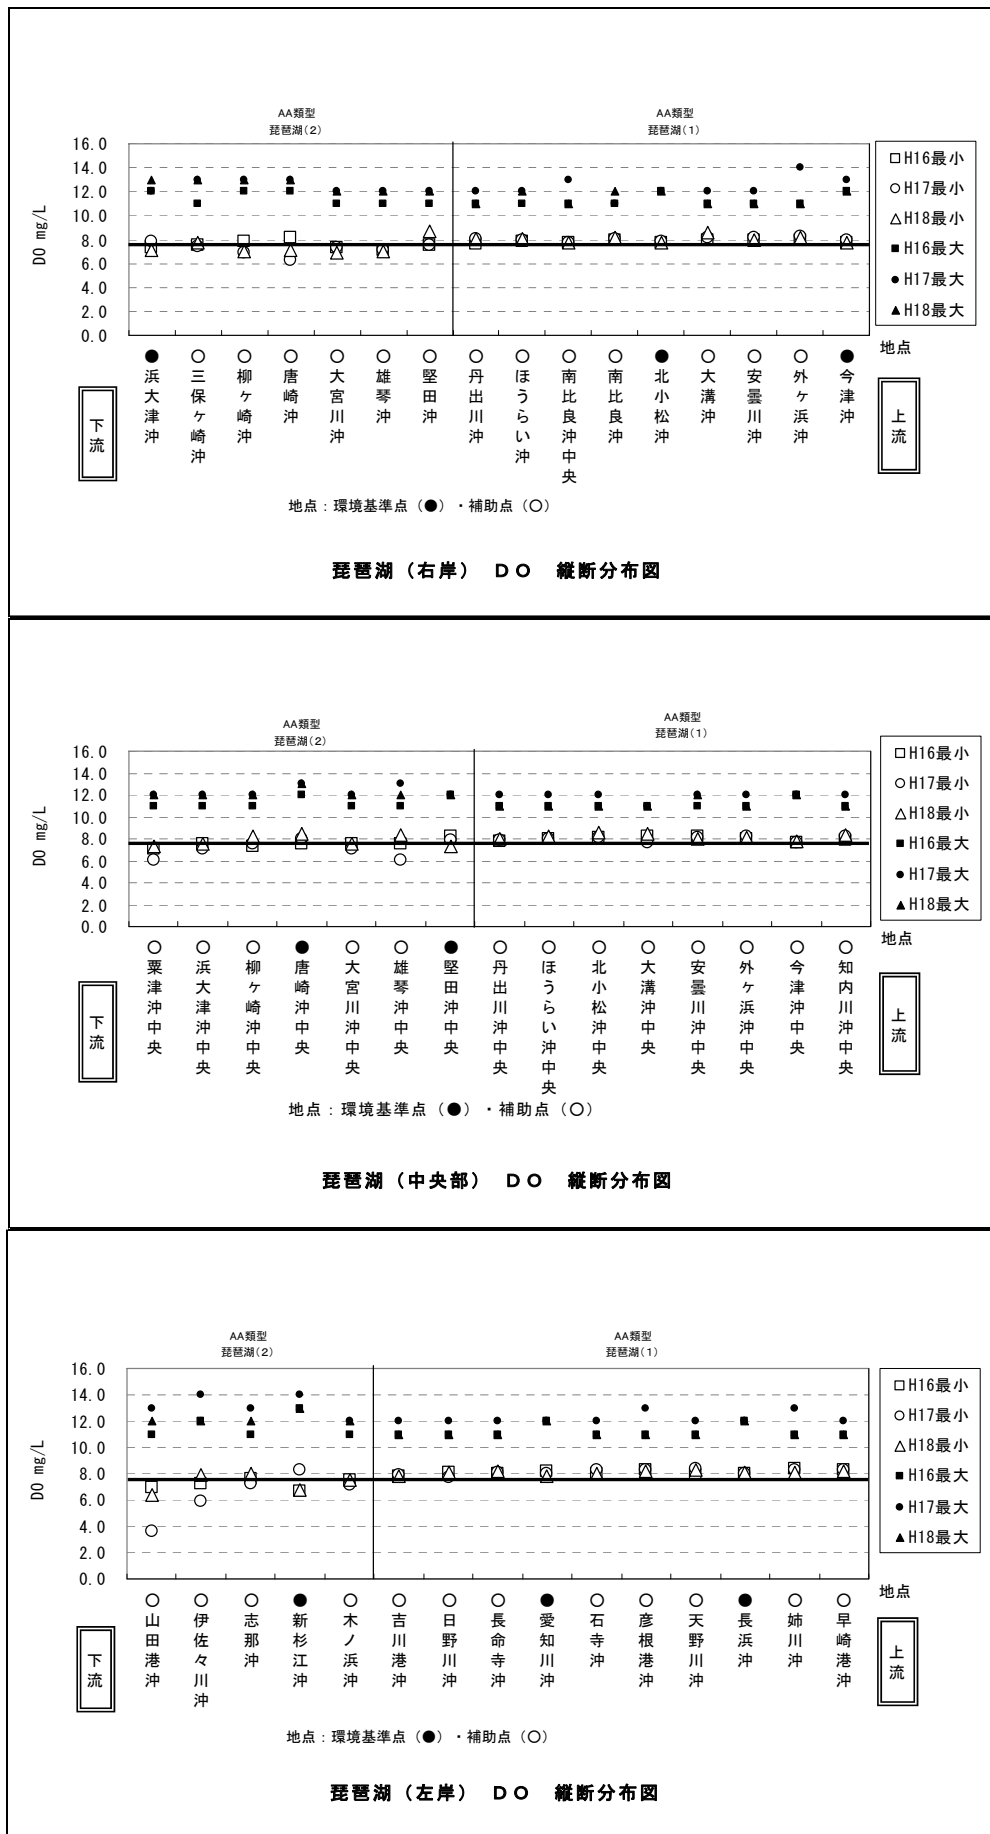 AA類型
琵琶湖(2)
AA類型
琵琶湖(1)
16.0
14.0
12.0
10.0
8.0
6.0
4.0
2.0
0.0
DO mg/L
□H16最小
○H17最小
△H18最小
■H16最大
●H17最大
▲H18最大
地点
● ○ ○ ○ ○ ○ ○ ○ ○ ○ ○ ● ○ ○ ○ ●
浜大津沖
三保ヶ崎沖
柳ヶ崎沖
唐崎沖
大宮川沖
雄琴沖
堅田沖
丹出川沖
ほうらい沖
南比良沖中央
南比良沖
北小松沖
大溝沖
安曇川沖
外ヶ浜沖
今津沖
下流
上流
地点：環境基準点（●）・補助点（○）
琵琶湖（右岸） ＤＯ 縦断分布図
AA類型
琵琶湖(2)
AA類型
琵琶湖(1)
16.0
14.0
12.0
10.0
8.0
6.0
4.0
2.0
0.0
DO mg/L
□H16最小
○H17最小
△H18最小
■H16最大
●H17最大
▲H18最大
地点
○ ○ ○ ● ○ ○ ● ○ ○ ○ ○ ○ ○ ○ ○
粟津沖中央
浜大津沖中央
柳ヶ崎沖中央
唐崎沖中央
大宮川沖中央
雄琴沖中央
堅田沖中央
丹出川沖中央
ほうらい沖中央
北小松沖中央
大溝沖中央
安曇川沖中央
外ヶ浜沖中央
今津沖中央
知内川沖中央
下流
上流
地点：環境基準点（●）・補助点（○）
琵琶湖（中央部） ＤＯ 縦断分布図
AA類型
琵琶湖(2)
AA類型
琵琶湖(1)
16.0
14.0
12.0
10.0
8.0
6.0
4.0
2.0
0.0
DO mg/L
□H16最小
○H17最小
△H18最小
■H16最大
●H17最大
▲H18最大
地点
○ ○ ○ ● ○ ○ ○ ○ ● ○ ○ ○ ● ○ ○
山田港沖
伊佐々川沖
志那沖
新杉江沖
木ノ浜沖
吉川港沖
日野川沖
長命寺沖
愛知川沖
石寺沖
彦根港沖
天野川沖
長浜沖
姉川沖
早崎港沖
下流
上流
地点：環境基準点（●）・補助点（○）
琵琶湖（左岸） ＤＯ 縦断分布図